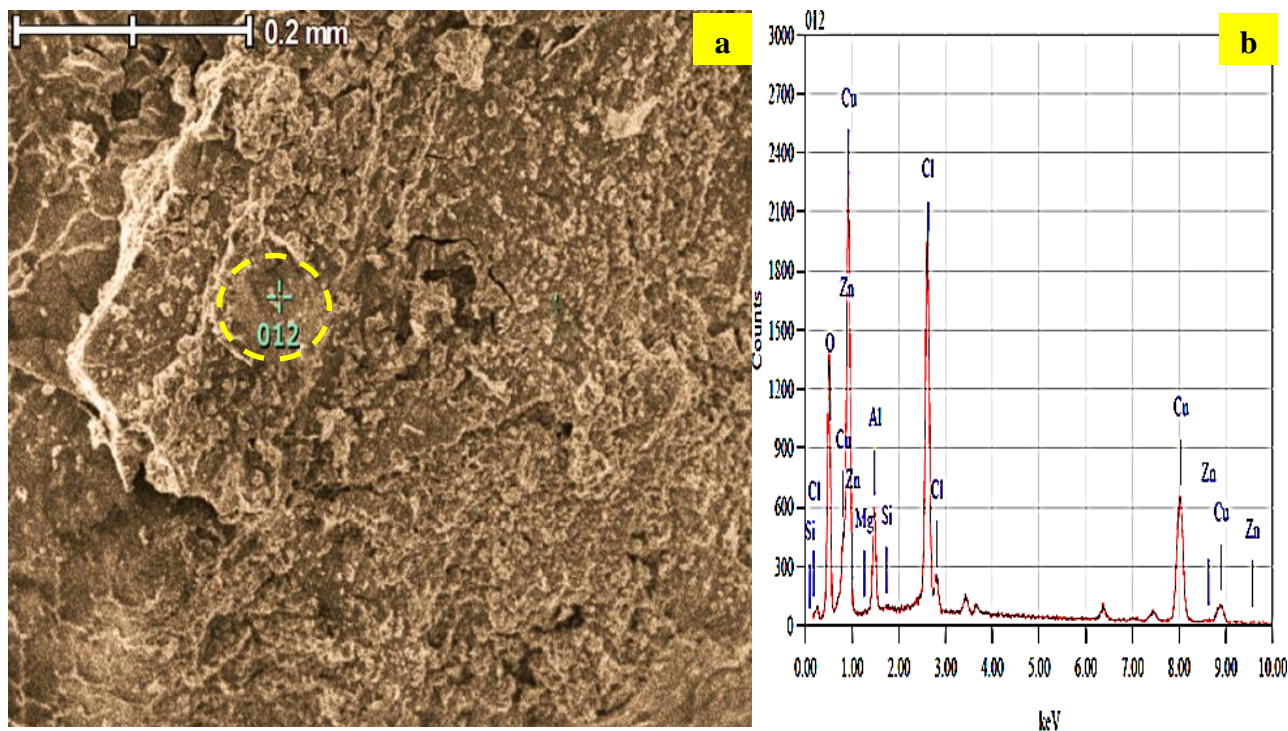 0.2 mm
a
012
012
b
3000
2700
2400
2100
1800
1500
1200
900
600
300
0
Counts
Cu
Cl
Zn
O
Cu
Al
Cu
Cl
Zn
Zn
Cl
Mg
Si
Cu
Si
Zn
0.00 1.00 2.00 3.00 4.00 5.00 6.00 7.00 8.00 9.00 10.00
keV